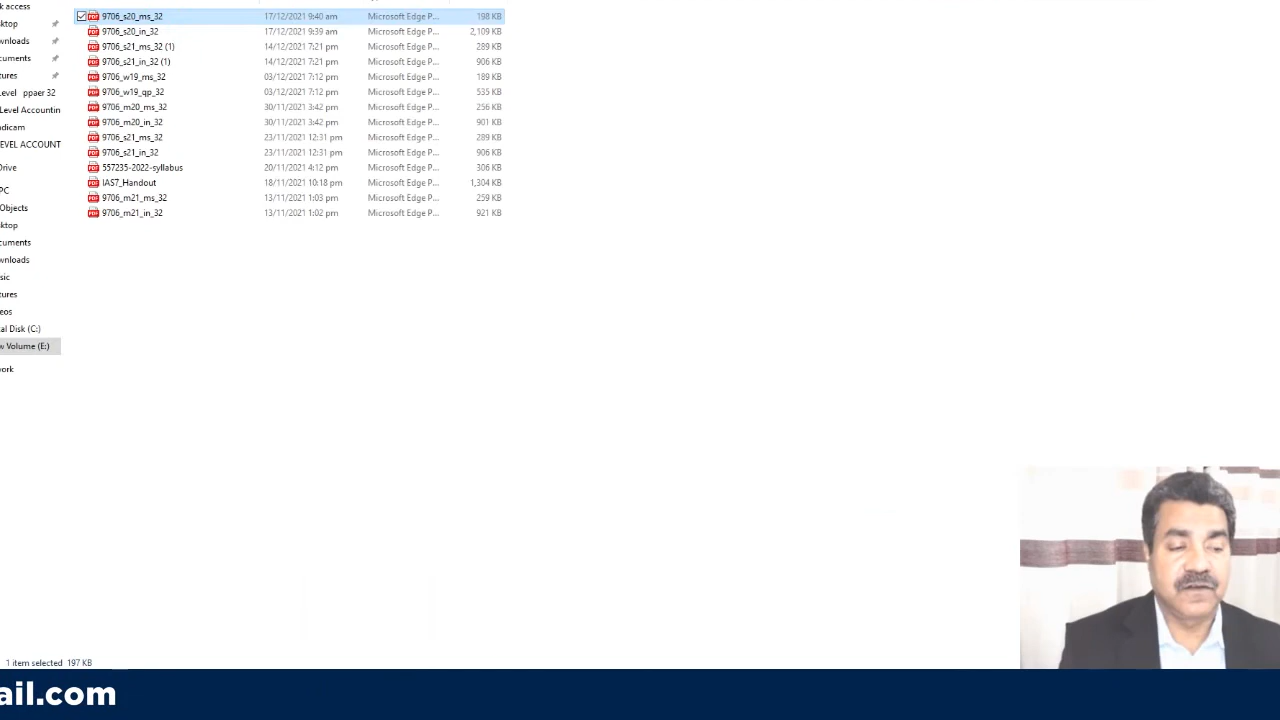 k access
9706_s20_ms_32 17/12/2021 9:40 am Microsoft Edge P... 198 KB
sktop
9706_s20_in_32 17/12/2021 9:39 am Microsoft Edge P... 2,109 KB
wnloads
9706_s21_ms_32 (1) 14/12/2021 7:21 pm Microsoft Edge P... 289 KB
cuments
9706_s21_in_32 (1) 14/12/2021 7:21 pm Microsoft Edge P... 906 KB
tures
9706_w19_ms_32 03/12/2021 7:12 pm Microsoft Edge P... 189 KB
Level ppaer 32
9706_w19_qp_32 03/12/2021 7:12 pm Microsoft Edge P... 535 KB
Level Accountin
9706_m20_ms_32 30/11/2021 3:42 pm Microsoft Edge P... 256 KB
ndicam
9706_m20_in_32 30/11/2021 3:42 pm Microsoft Edge P... 901 KB
EVEL ACCOUNT
9706_s21_ms_32 23/11/2021 12:31 pm Microsoft Edge P... 289 KB
9706_s21_in_32 23/11/2021 12:31 pm Microsoft Edge P... 906 KB
Drive
557235-2022-syllabus 20/11/2021 4:12 pm Microsoft Edge P... 306 KB
PC
IAS7_Handout 18/11/2021 10:18 pm Microsoft Edge P... 1,304 KB
Objects
9706_m21_ms_32 13/11/2021 1:03 pm Microsoft Edge P... 259 KB
9706_m21_in_32 13/11/2021 1:02 pm Microsoft Edge P... 921 KB
sktop
cuments
wnloads
sic
tures
eos
cal Disk (C:)
w Volume (E:)
work
1 item selected 197 KB
ail.com